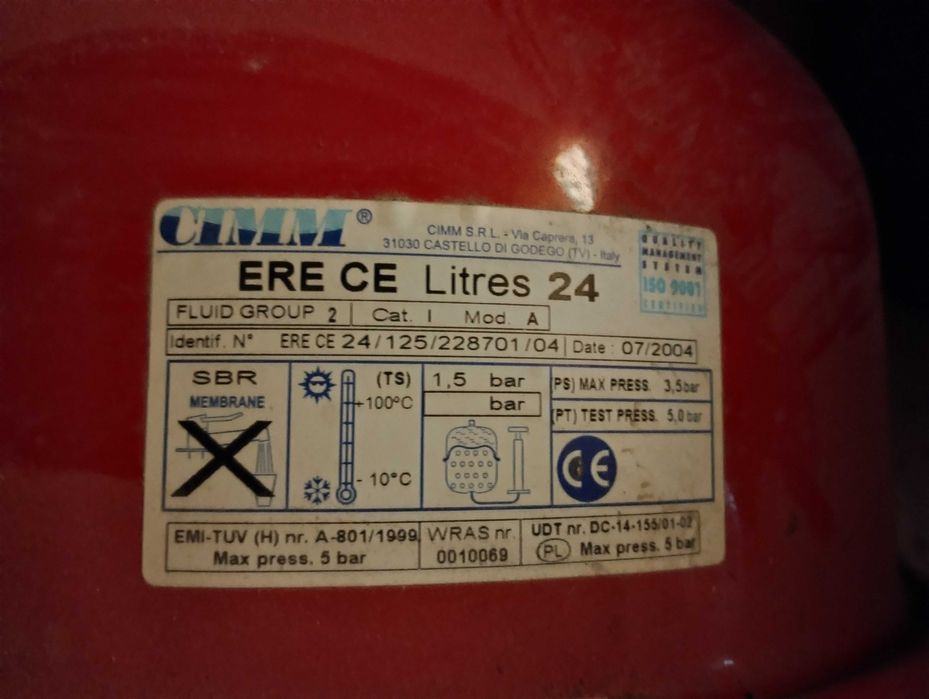 CIMM®
CIMM S.R.L. - Via Caprera, 13
31030 CASTELLO DI GODEGO (TV) - Italy
QUALITY
MANAGEMENT
SYSTEM
ISO 9001
CERTIFIED
ERE CE Litres 24
FLUID GROUP 2 Cat. I Mod. A
Identif. N° ERE CE 24/125/228701/04 Date : 07/2004
SBR
MEMBRANE
(TS)
+100°C
- 10°C
1,5 bar
bar
(PS) MAX PRESS. 3,5 bar
(PT) TEST PRESS. 5,0 bar
CE
EMI-TUV (H) nr. A-801/1999
Max press. 5 bar
WRAS nr.
0010069
UDT nr. DC-14-155/01-02
PL Max press. 5 bar